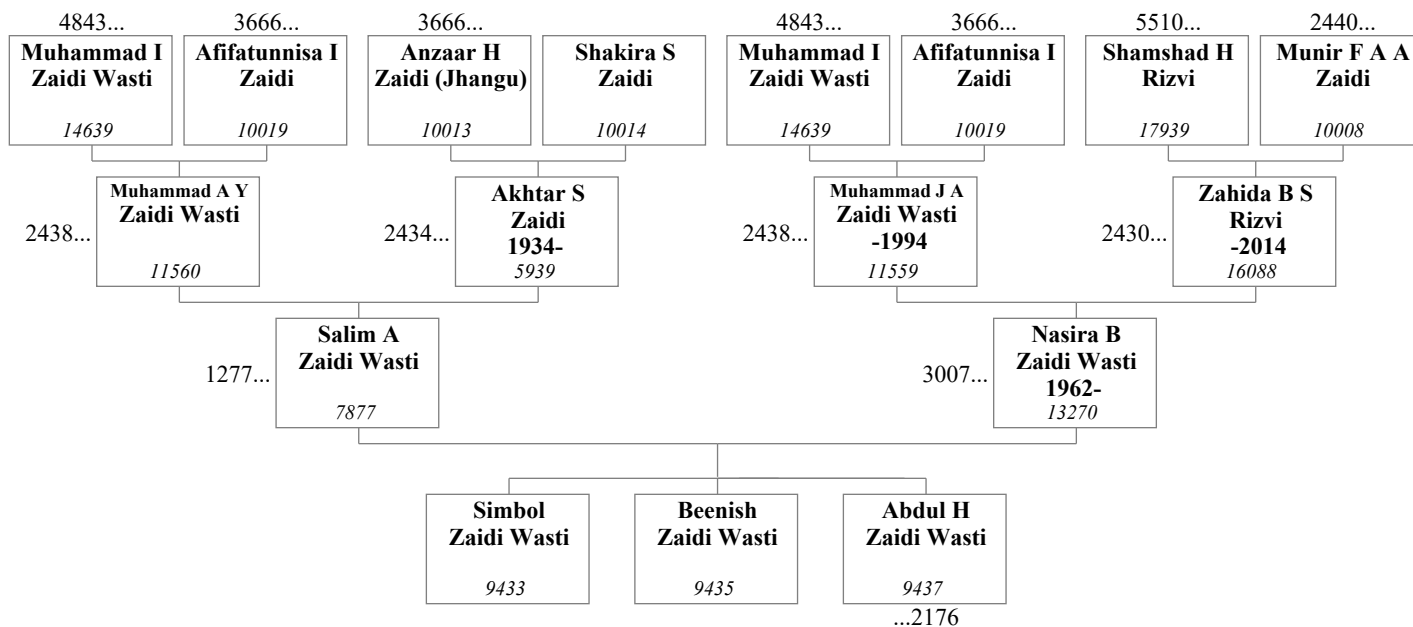 4843... 3666... 3666... 4843... 3666... 5510... 2440...
Muhammad I Afifatunnisa I Anzaar H Shakira S Muhammad I Afifatunnisa I Shamshad H Munir F A A
Zaidi Wasti Zaidi Zaidi (Jhangu) Zaidi Zaidi Wasti Zaidi Rizvi Zaidi
14639 10019 10013 10014 14639 10019 17939 10008
Muhammad A Y Akhtar S Muhammad J A Zahida B S
Zaidi Wasti Zaidi Zaidi Wasti Rizvi
2438... 2434... 1934- 2438... -1994 2430... -2014
11560 5939 11559 16088
Salim A Nasira B
Zaidi Wasti Zaidi Wasti
1277... 3007... 1962-
7877 13270
Simbol Beenish Abdul H
Zaidi Wasti Zaidi Wasti Zaidi Wasti
9433 9435 9437
...2176